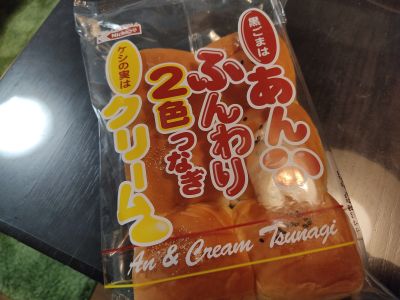 Nichiryo
黒ごまは
あん
ふんわり
2色
つなぎ
ケシの実は
クリーム
An & Cream Tsunagi